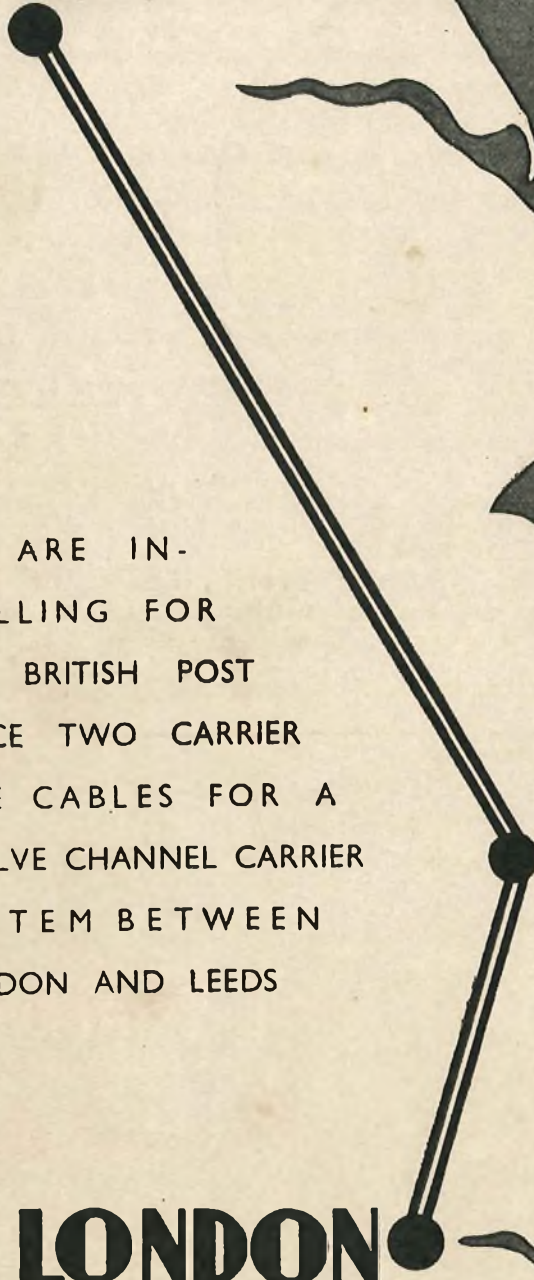 ARE IN-
LLING FOR
BRITISH POST
CE TWO CARRIER
E CABLES FOR A
LVE CHANNEL CARRIER
TEM BETWEEN
DON AND LEEDS
LONDON